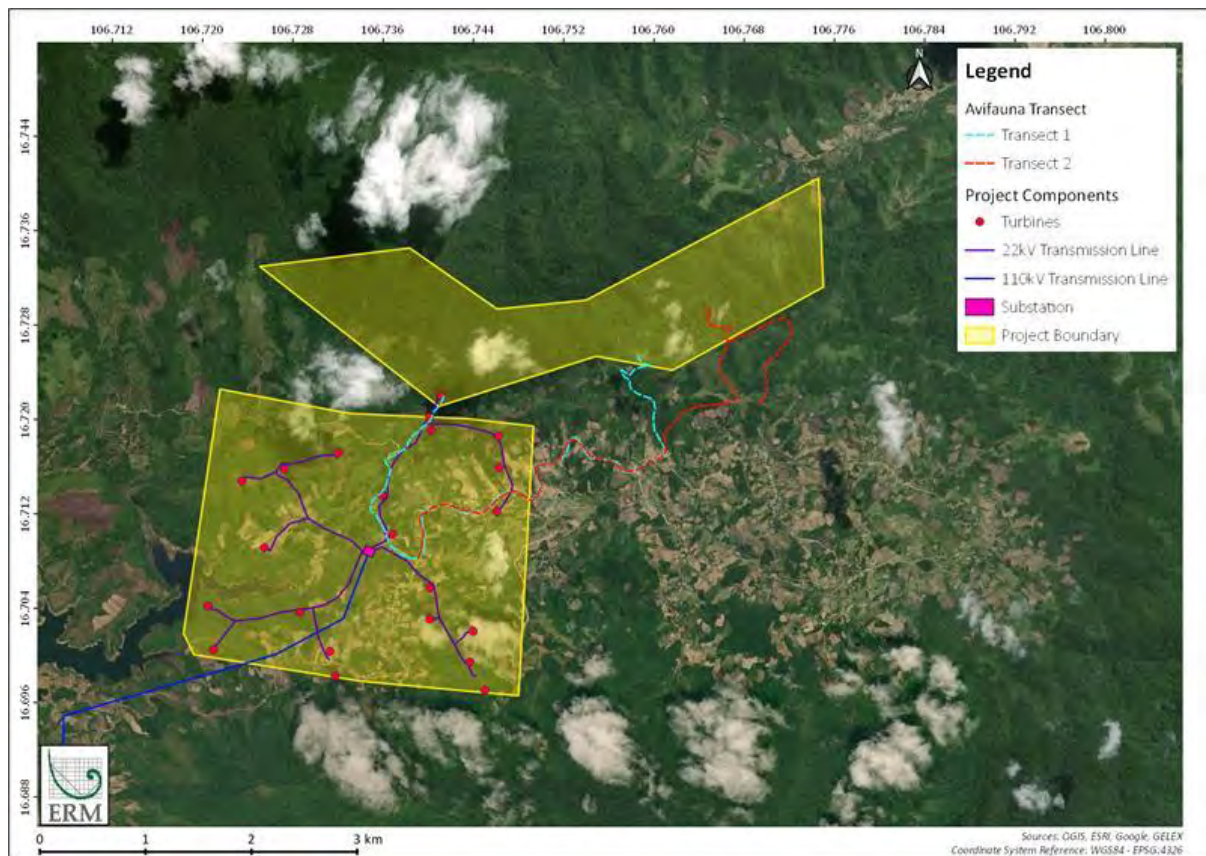 106.712 106.720 106.728 106.736 106.744 106.752 106.760 106.768 106.776 106.784 106.792 106.800
16.744
16.736
16.728
16.720
16.712
16.704
16.696
16.688
N
Legend
Avifauna Transect
Transect 1
Transect 2
Project Components
Turbines
22kV Transmission Line
110kV Transmission Line
Substation
Project Boundary
ERM
0 1 2 3 km
Sources: QGIS, ESRI, Google, GELEX
Coordinate System Reference: WGS84 - EPSG:4326